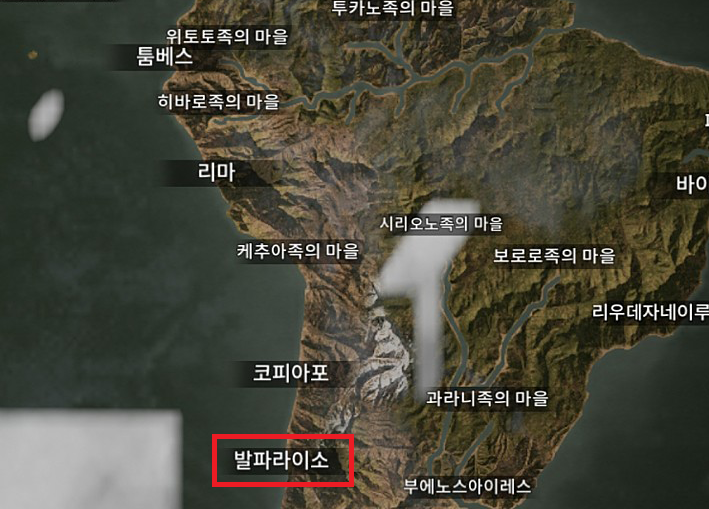 투카노족의 마을
위토토족의 마을
툼베스
히바로족의 마을
리마
바이
시리오노족의 마을
케추아족의 마을
보로로족의 마을
리우데자네이루
코피아포
과라니족의 마을
발파라이소
부에노스아이레스